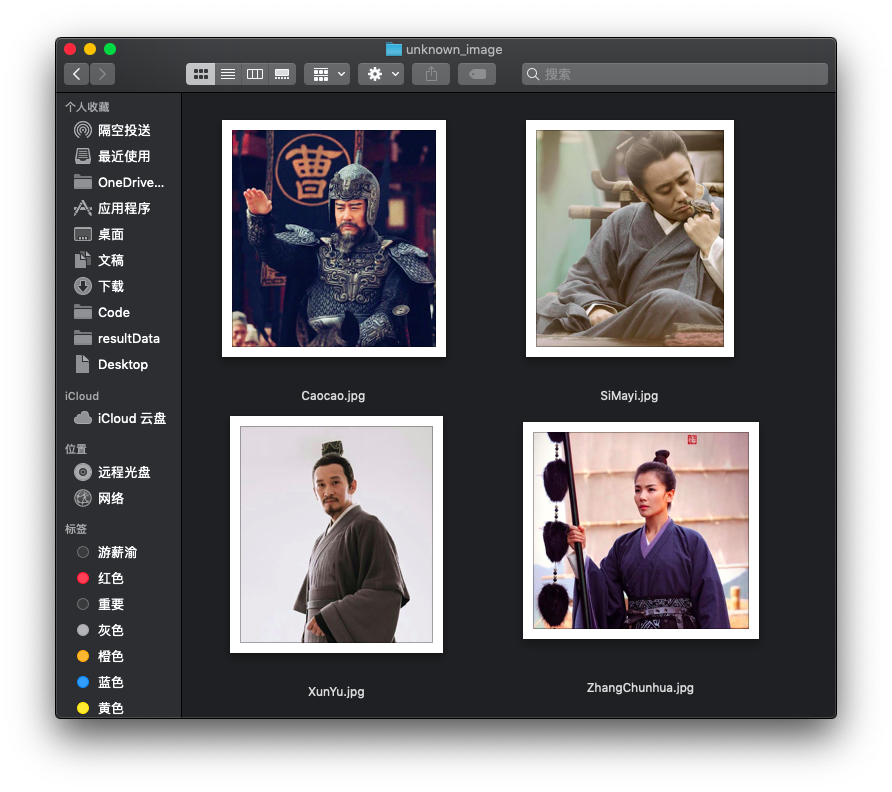 unknown_image
搜索
个人收藏
隔空投送
最近使用
OneDrive...
应用程序
桌面
文稿
下载
Code
resultData
Desktop
iCloud
iCloud 云盘
位置
远程光盘
网络
标签
游薪渝
红色
重要
灰色
橙色
蓝色
黄色
曹
Caocao.jpg
SiMayi.jpg
XunYu.jpg
ZhangChunhua.jpg